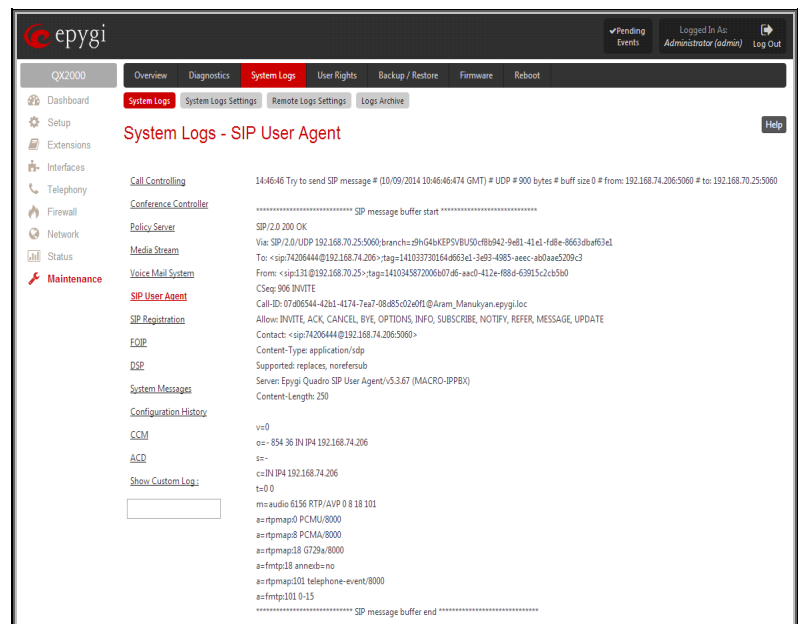 epygi
✔Pending Events
Logged In As:
Administrator (admin)
Log Out
QX2000
Overview Diagnostics System Logs User Rights Backup / Restore Firmware Reboot
Dashboard
Setup
Extensions
Interfaces
Telephony
Firewall
Network
Status
Maintenance
System Logs System Logs Settings Remote Logs Settings Logs Archive
Help
System Logs - SIP User Agent
Call Controlling
Conference Controller
Policy Server
Media Stream
Voice Mail System
SIP User Agent
SIP Registration
FOIP
DSP
System Messages
Configuration History
CCM
ACD
Show Custom Log :
14:46:46 Try to send SIP message # (10/09/2014 10:46:46:474 GMT) # UDP # 900 bytes # buff size 0 # from: 192.168.74.206:5060 # to: 192.168.70.25:5060
**************************** SIP message buffer start ****************************
SIP/2.0 200 OK
Via: SIP/2.0/UDP 192.168.70.25:5060;branch=z9hG4bKEPSVBUS0cf8b942-9e81-41e1-fd8e-8663dbaf63e1
To: <sip:74206444@192.168.74.206>;tag=141033730164d663e1-3e93-4985-aeec-ab0aae5209c3
From: <sip:131@192.168.70.25>;tag=1410345872006b07d6-aac0-412e-f88d-63915c2cb5b0
CSeq: 906 INVITE
Call-ID: 07d06544-42b1-4174-7ea7-08d85c02e0f1@Aram_Manukyan.epygi.loc
Allow: INVITE, ACK, CANCEL, BYE, OPTIONS, INFO, SUBSCRIBE, NOTIFY, REFER, MESSAGE, UPDATE
Contact: <sip:74206444@192.168.74.206:5060>
Content-Type: application/sdp
Supported: replaces, norefersub
Server: Epygi Quadro SIP User Agent/v5.3.67 (MACRO-IPPBX)
Content-Length: 250
v=0
o=- 854 36 IN IP4 192.168.74.206
s=-
c=IN IP4 192.168.74.206
t=0 0
m=audio 6156 RTP/AVP 0 8 18 101
a=rtpmap:0 PCMU/8000
a=rtpmap:8 PCMA/8000
a=rtpmap:18 G729a/8000
a=fmtp:18 annexb=no
a=rtpmap:101 telephone-event/8000
a=fmtp:101 0-15
**************************** SIP message buffer end *****************************